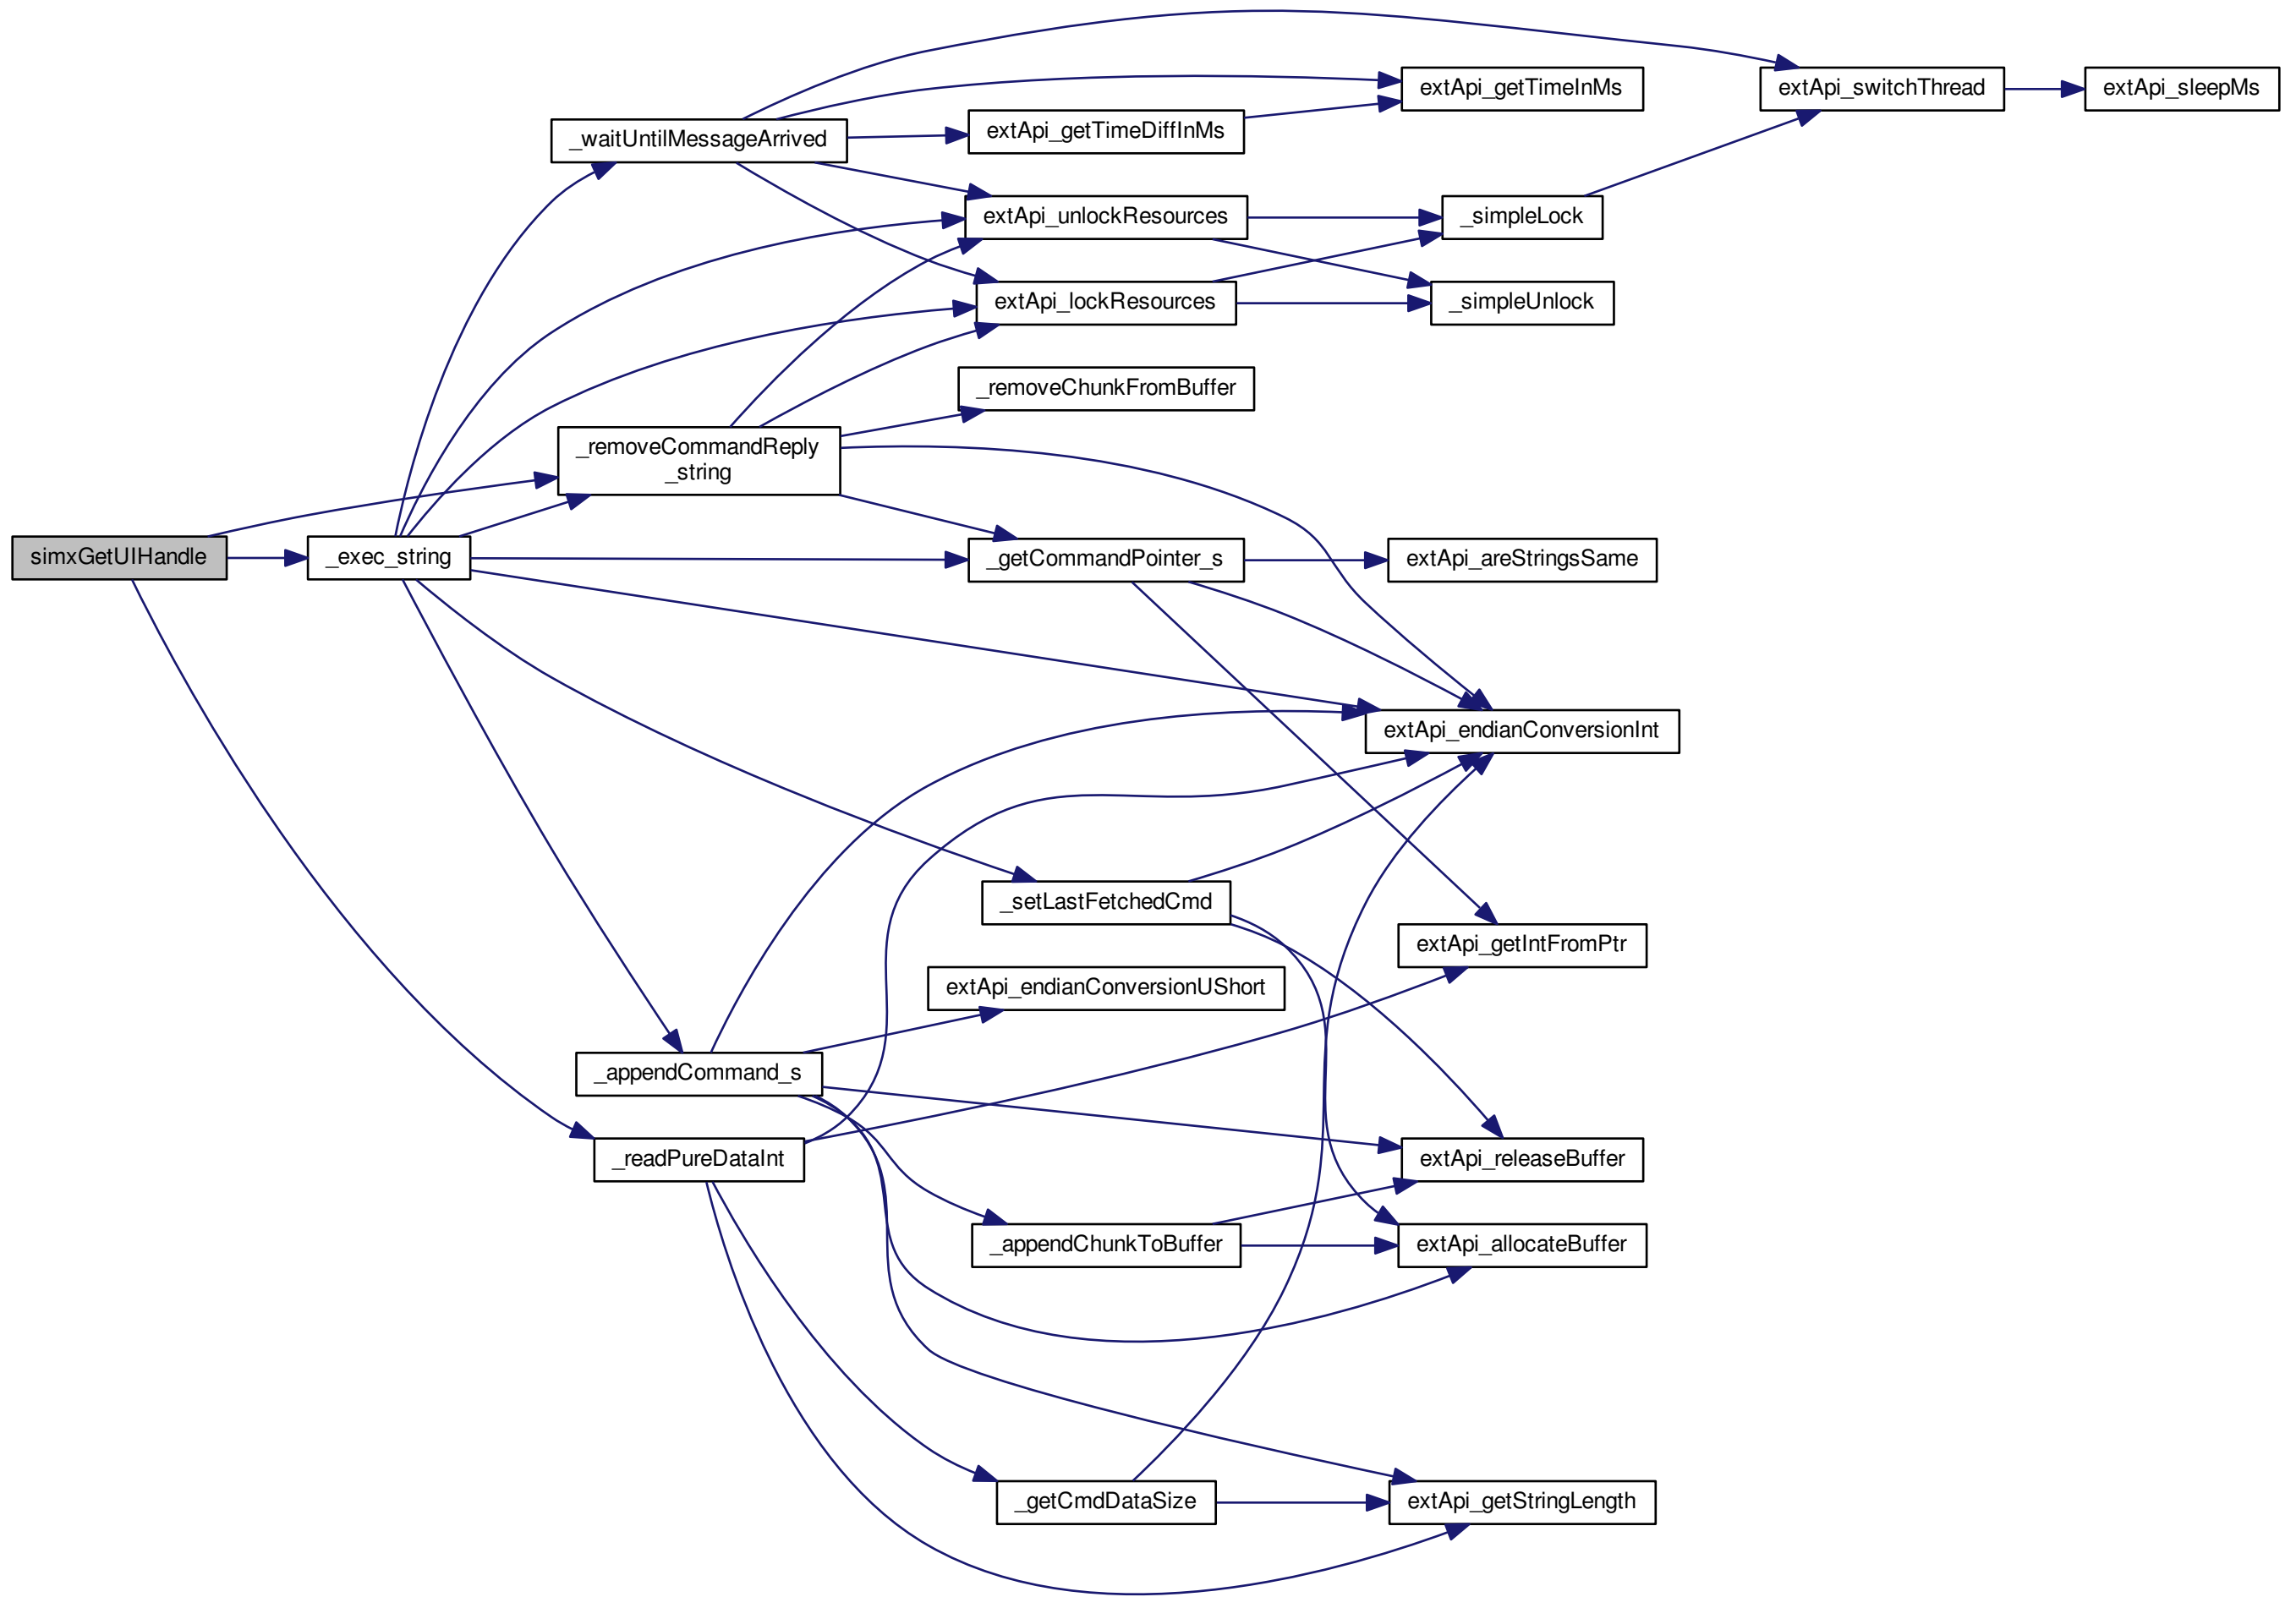 simxGetUIHandle
_exec_string
_waitUntilMessageArrived
_removeCommandReply
_string
_appendCommand_s
_readPureDataInt
extApi_getTimeDiffInMs
extApi_unlockResources
extApi_lockResources
_removeChunkFromBuffer
_getCommandPointer_s
_setLastFetchedCmd
extApi_endianConversionUShort
_appendChunkToBuffer
_getCmdDataSize
extApi_getTimeInMs
_simpleLock
_simpleUnlock
extApi_areStringsSame
extApi_endianConversionInt
extApi_getIntFromPtr
extApi_releaseBuffer
extApi_allocateBuffer
extApi_getStringLength
extApi_switchThread
extApi_sleepMs